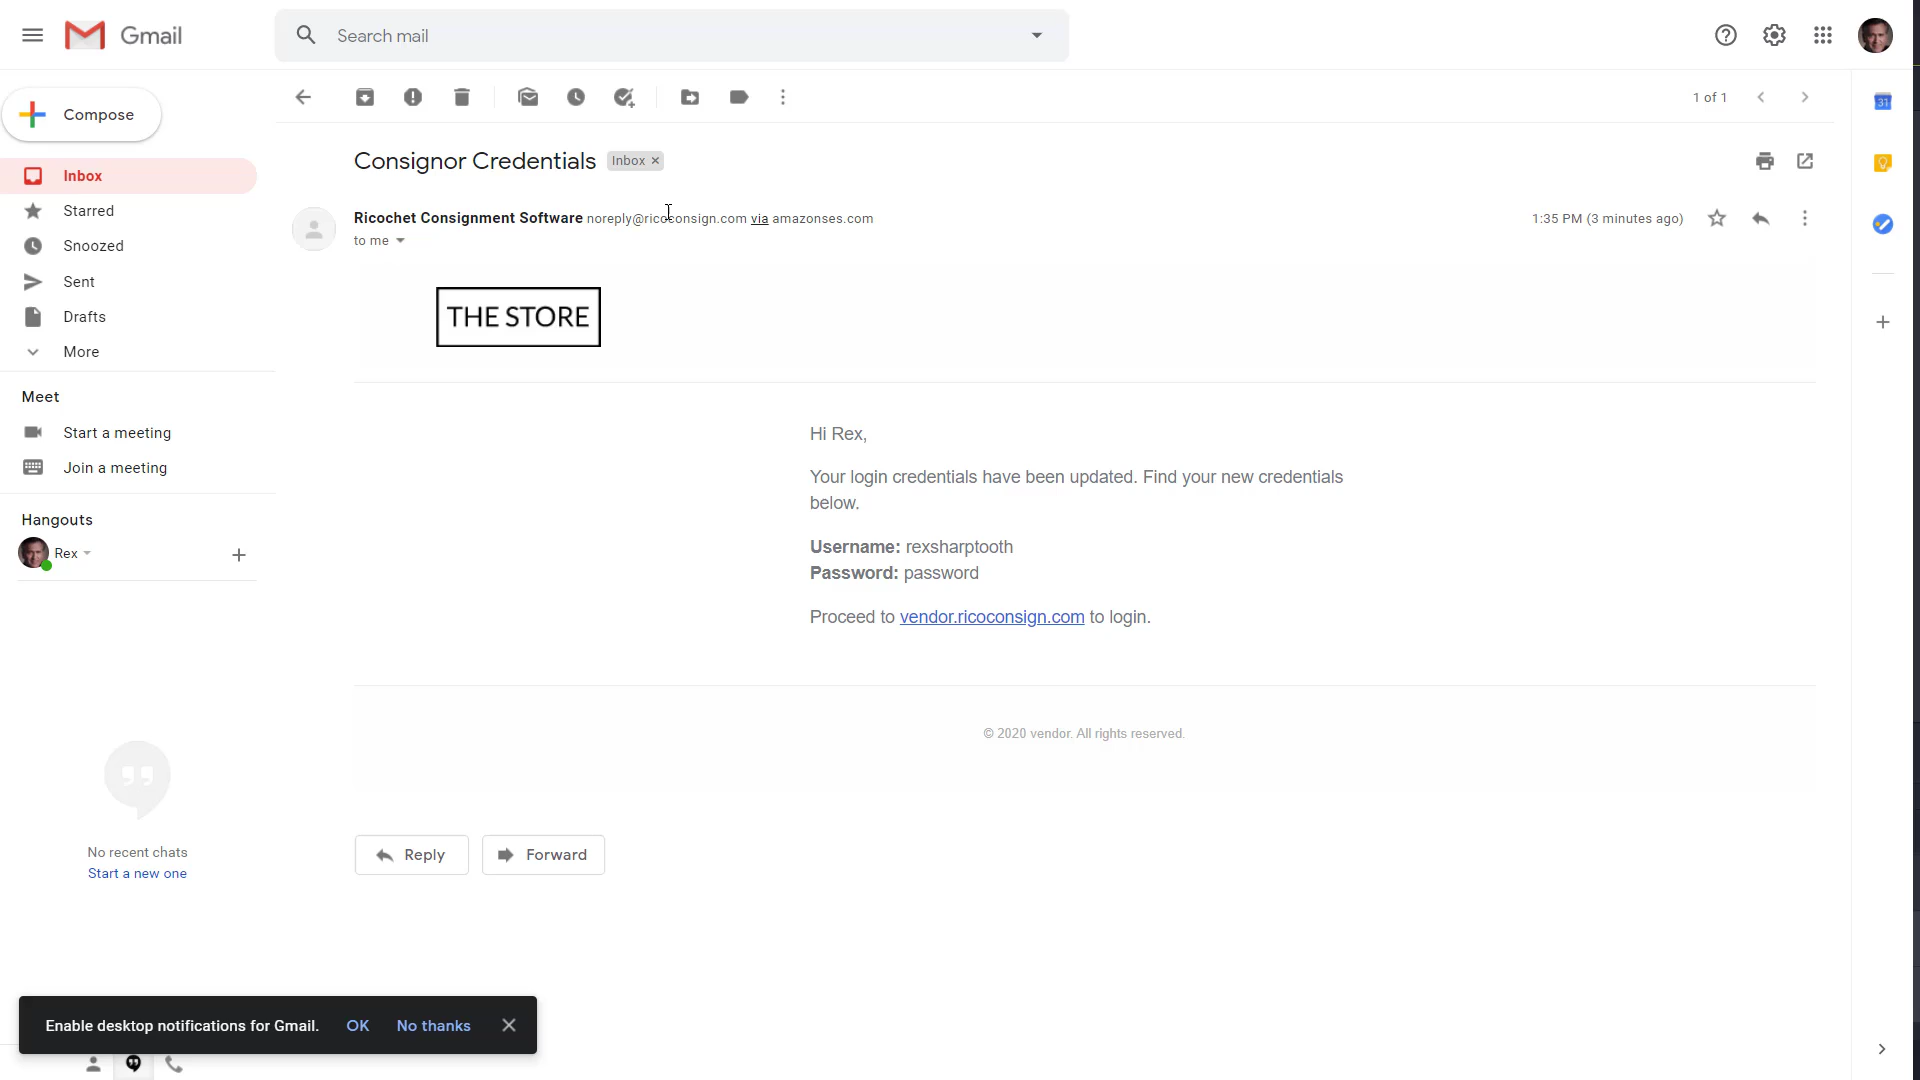 Gmail
Search mail
Compose
1 of 1
Inbox
Starred
Snoozed
Sent
Drafts
More
Meet
Start a meeting
Join a meeting
Hangouts
Rex
No recent chats
Start a new one
Consignor Credentials Inbox ×
Ricochet Consignment Software noreply@ricoconsign.com via amazonses.com
1:35 PM (3 minutes ago)
to me
THE STORE
Hi Rex,
Your login credentials have been updated. Find your new credentials
below.
Username: rexsharptooth
Password: password
Proceed to vendor.ricoconsign.com to login.
© 2020 vendor. All rights reserved.
Reply
Forward
Enable desktop notifications for Gmail. OK No thanks
31